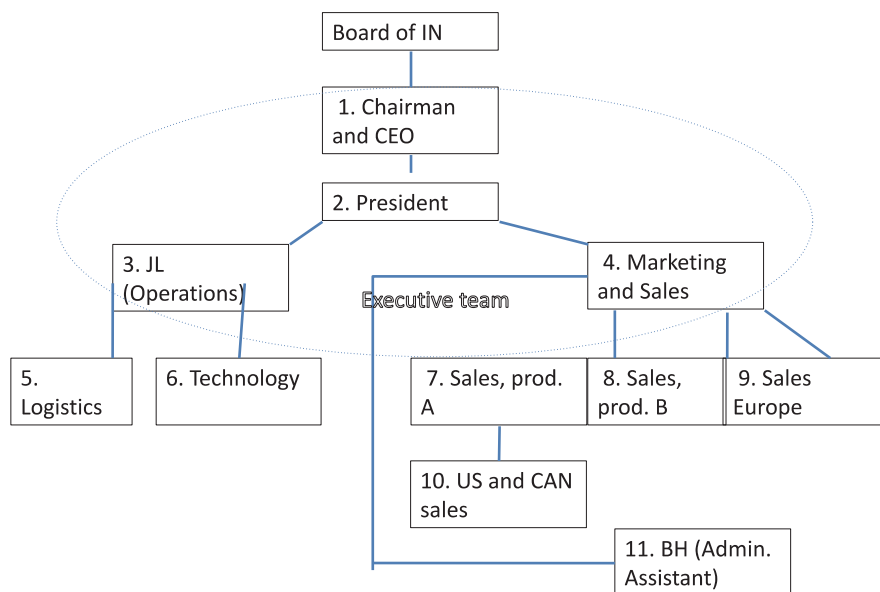 Board of IN
1. Chairman
and CEO
2. President
3. JL
(Operations)
4. Marketing
and Sales
Executive team
5.
Logistics
6. Technology
7. Sales, prod.
A
8. Sales,
prod. B
9. Sales
Europe
10. US and CAN
sales
11. BH (Admin.
Assistant)